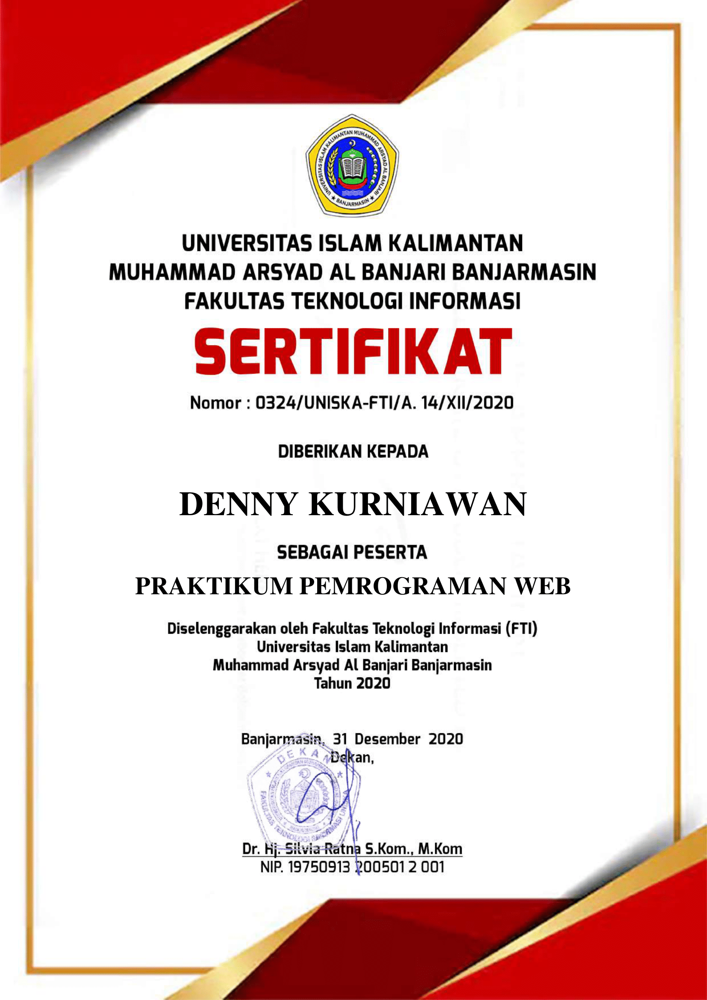 UNIVERSITAS ISLAM KALIMANTAN MUHAMMAD ARSYAD AL BANJARI
★ BANJARMASIN ★
UNIVERSITAS ISLAM KALIMANTAN
MUHAMMAD ARSYAD AL BANJARI BANJARMASIN
FAKULTAS TEKNOLOGI INFORMASI
SERTIFIKAT
Nomor : 0324/UNISKA-FTI/A. 14/XII/2020
DIBERIKAN KEPADA
DENNY KURNIAWAN
SEBAGAI PESERTA
PRAKTIKUM PEMROGRAMAN WEB
Diselenggarakan oleh Fakultas Teknologi Informasi (FTI)
Universitas Islam Kalimantan
Muhammad Arsyad Al Banjari Banjarmasin
Tahun 2020
Banjarmasin, 31 Desember 2020
Dekan,
DEKAN
FAKULTAS TEKNOLOGI INFORMASI UNISKA
Dr. Hj. Silvia Ratna S.Kom., M.Kom
NIP. 19750913 200501 2 001